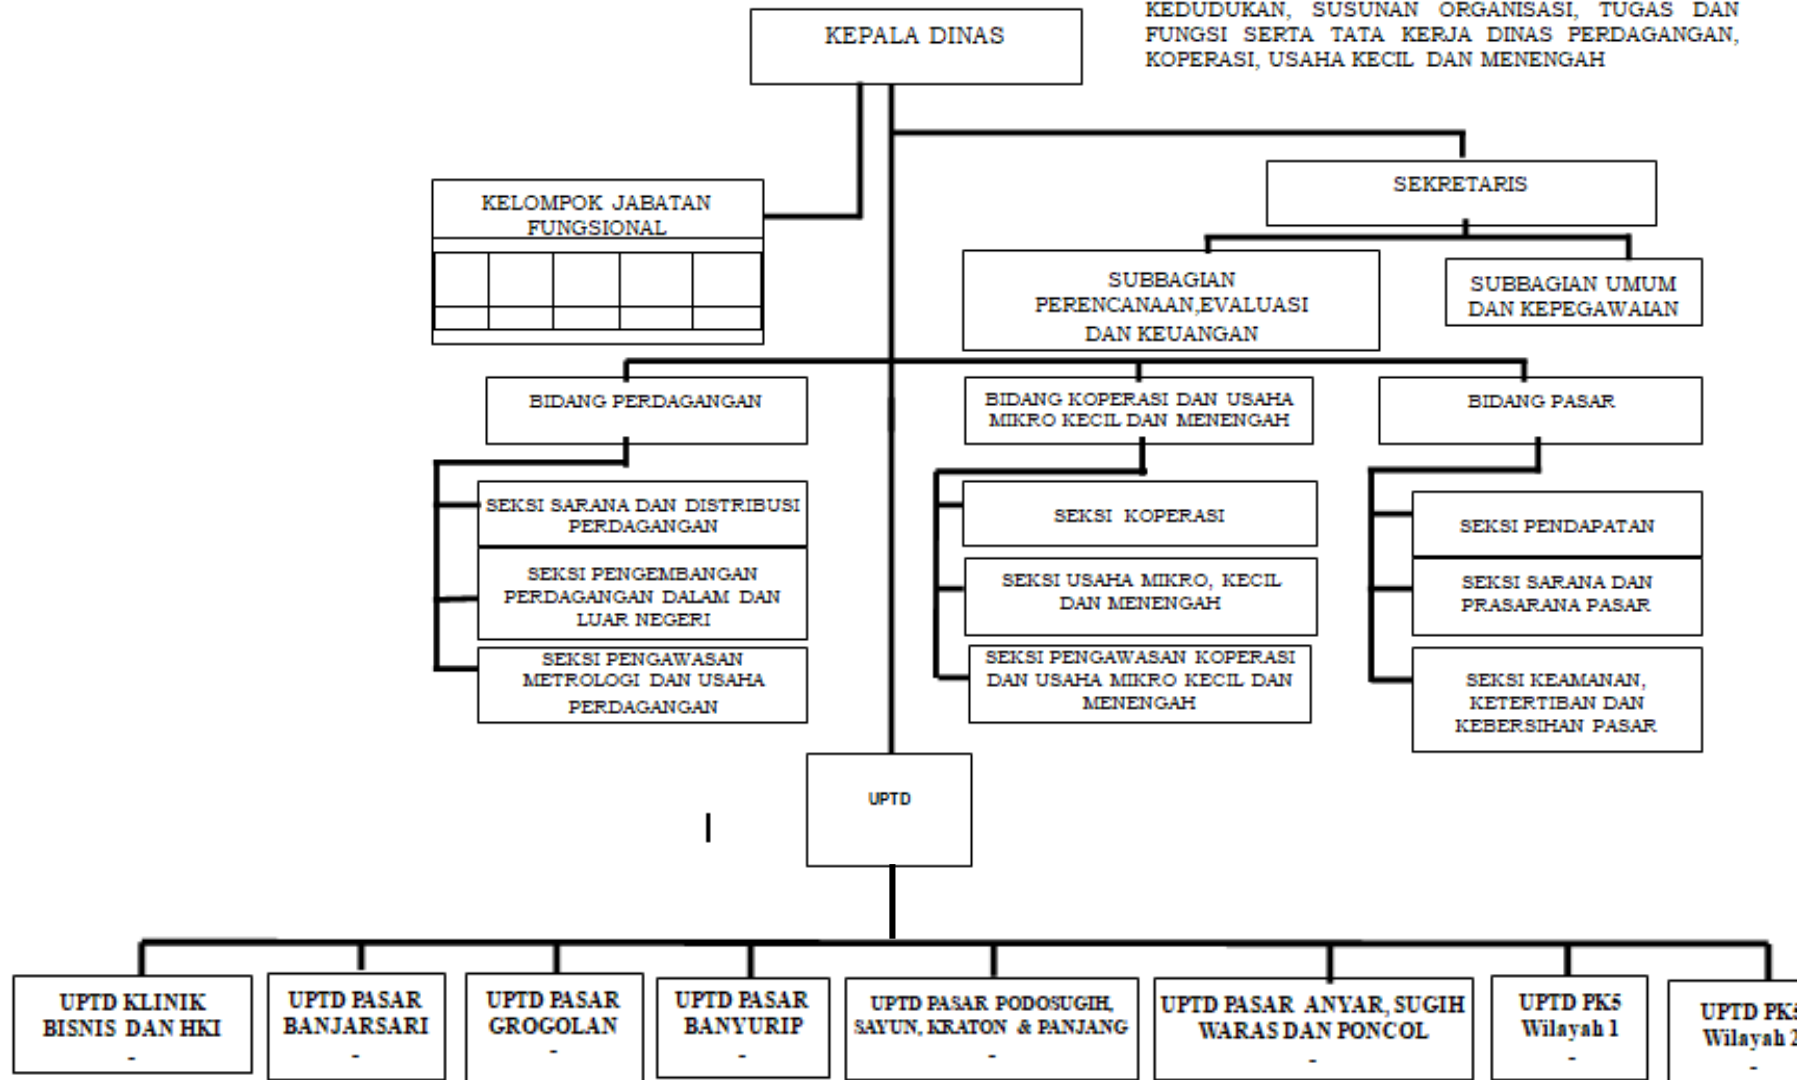 KEPALA DINAS
KEDUDUKAN, SUSUNAN ORGANISASI, TUGAS DAN
FUNGSI SERTA TATA KERJA DINAS PERDAGANGAN,
KOPERASI, USAHA KECIL DAN MENENGAH
SEKRETARIS
KELOMPOK JABATAN
FUNGSIONAL
SUBBAGIAN
PERENCANAAN,EVALUASI
DAN KEUANGAN
SUBBAGIAN UMUM
DAN KEPEGAWAIAN
BIDANG PERDAGANGAN
BIDANG KOPERASI DAN USAHA
MIKRO KECIL DAN MENENGAH
BIDANG PASAR
SEKSI SARANA DAN DISTRIBUSI
PERDAGANGAN
SEKSI PENGEMBANGAN
PERDAGANGAN DALAM DAN
LUAR NEGERI
SEKSI PENGAWASAN
METROLOGI DAN USAHA
PERDAGANGAN
SEKSI KOPERASI
SEKSI USAHA MIKRO, KECIL
DAN MENENGAH
SEKSI PENGAWASAN KOPERASI
DAN USAHA MIKRO KECIL DAN
MENENGAH
SEKSI PENDAPATAN
SEKSI SARANA DAN
PRASARANA PASAR
SEKSI KEAMANAN,
KETERTIBAN DAN
KEBERSIHAN PASAR
UPTD
UPTD KLINIK
BISNIS DAN HKI
-
UPTD PASAR
BANJARSARI
-
UPTD PASAR
GROGOLAN
-
UPTD PASAR
BANYURIP
-
UPTD PASAR PODOSUGIH,
SAYUN, KRATON & PANJANG
-
UPTD PASAR ANYAR, SUGIH
WARAS DAN PONCOL
-
UPTD PK5
Wilayah 1
-
UPTD PK5
Wilayah 2
-